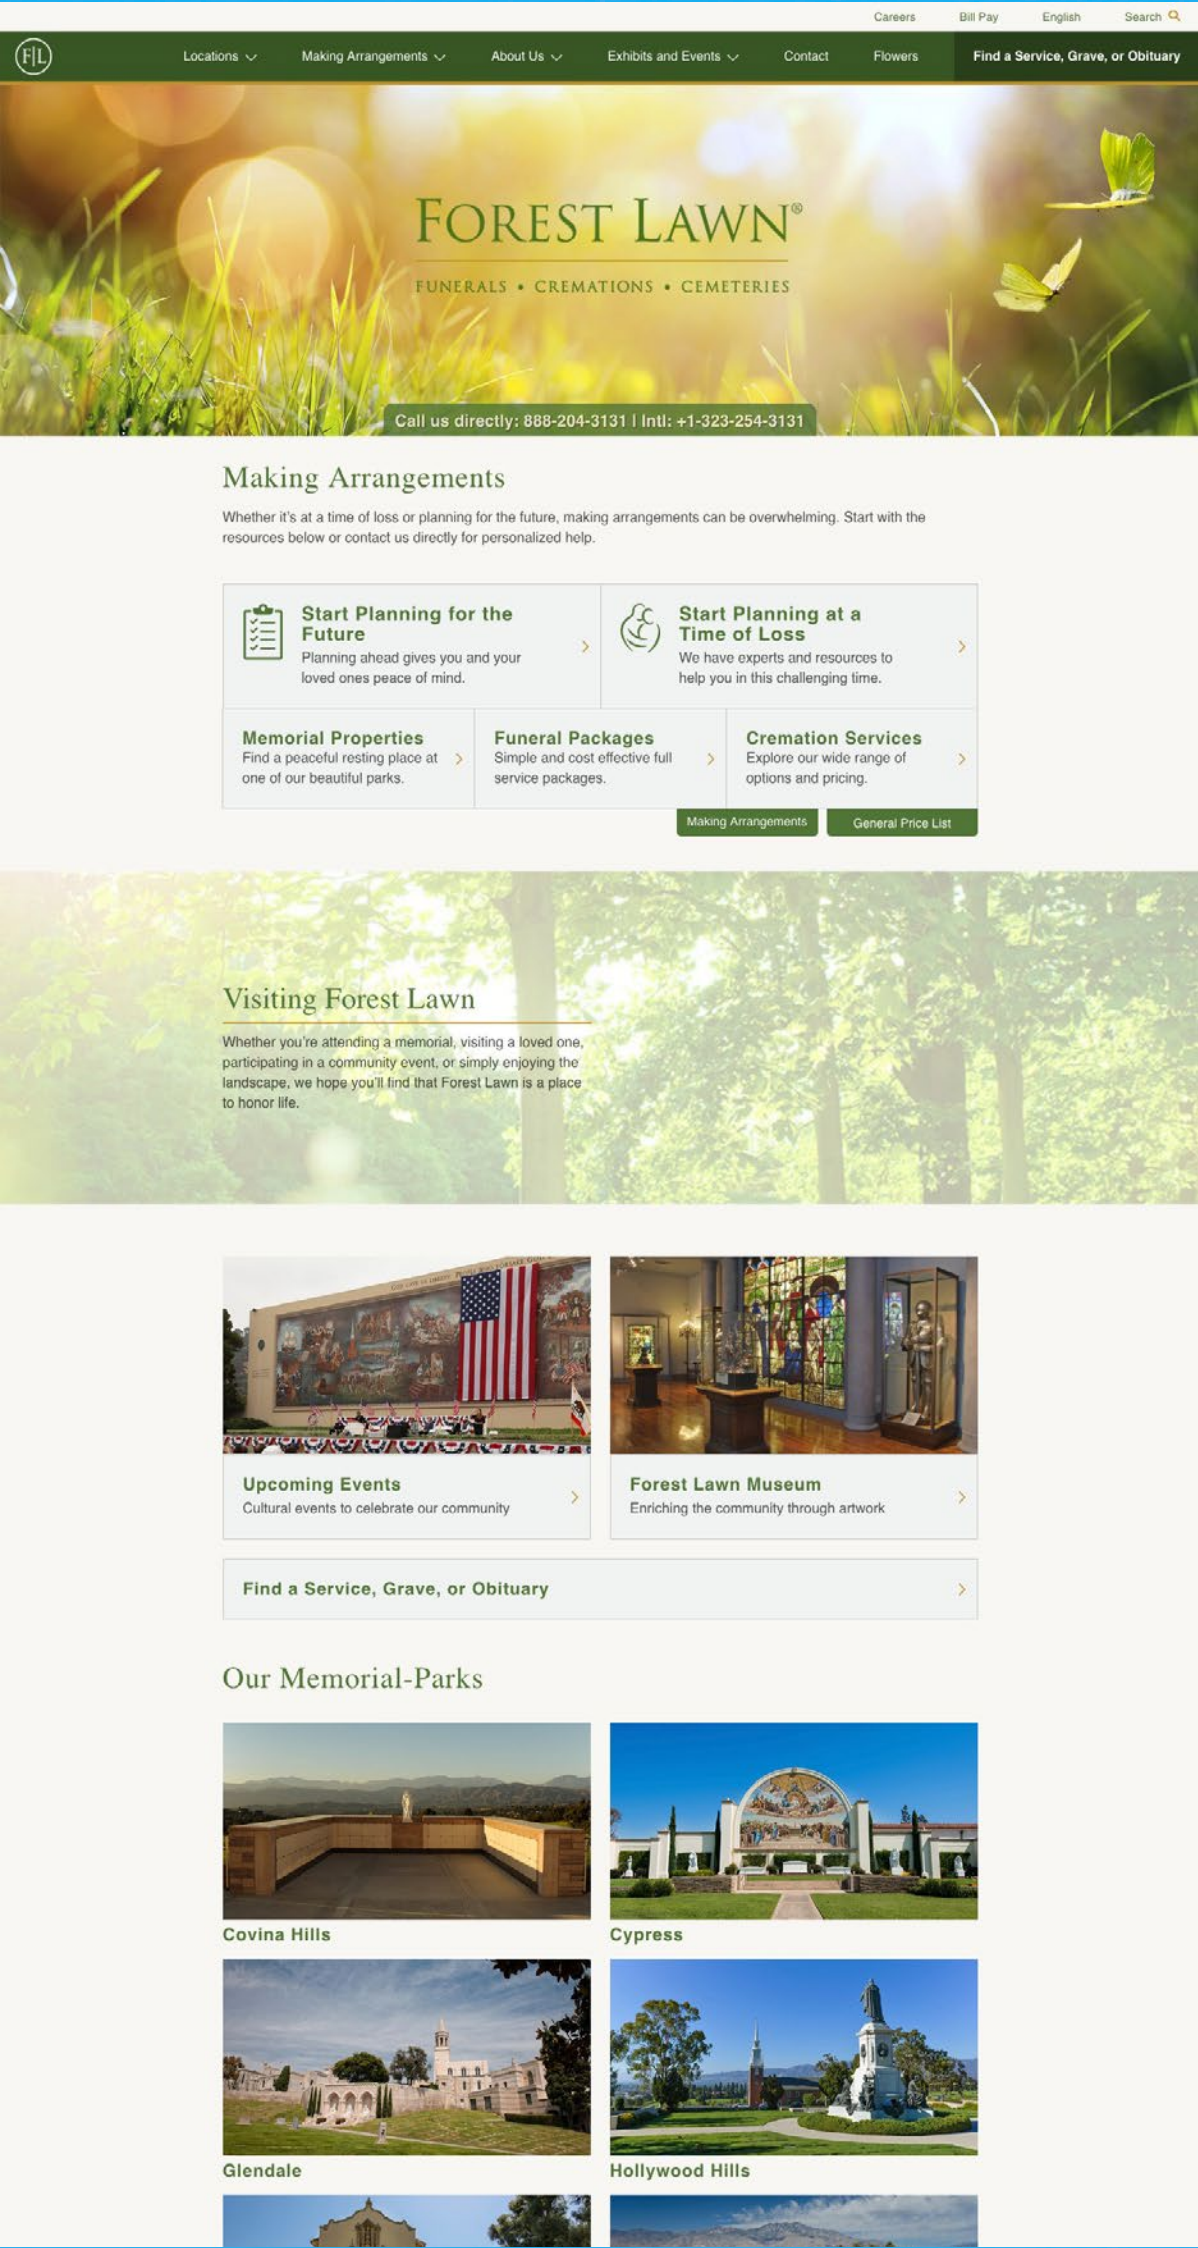 Careers Bill Pay English Search
F|L Locations Making Arrangements About Us Exhibits and Events Contact Flowers Find a Service, Grave, or Obituary
FOREST LAWN®
FUNERALS • CREMATIONS • CEMETERIES
Call us directly: 888-204-3131 | Intl: +1-323-254-3131
Making Arrangements
Whether it's at a time of loss or planning for the future, making arrangements can be overwhelming. Start with the
resources below or contact us directly for personalized help.
Start Planning for the
Future
Planning ahead gives you and your
loved ones peace of mind.
Start Planning at a
Time of Loss
We have experts and resources to
help you in this challenging time.
Memorial Properties
Find a peaceful resting place at
one of our beautiful parks.
Funeral Packages
Simple and cost effective full
service packages.
Cremation Services
Explore our wide range of
options and pricing.
Making Arrangements
General Price List
Visiting Forest Lawn
Whether you're attending a memorial, visiting a loved one,
participating in a community event, or simply enjoying the
landscape, we hope you'll find that Forest Lawn is a place
to honor life.
Upcoming Events
Cultural events to celebrate our community
Forest Lawn Museum
Enriching the community through artwork
Find a Service, Grave, or Obituary
Our Memorial-Parks
Covina Hills
Cypress
Glendale
Hollywood Hills